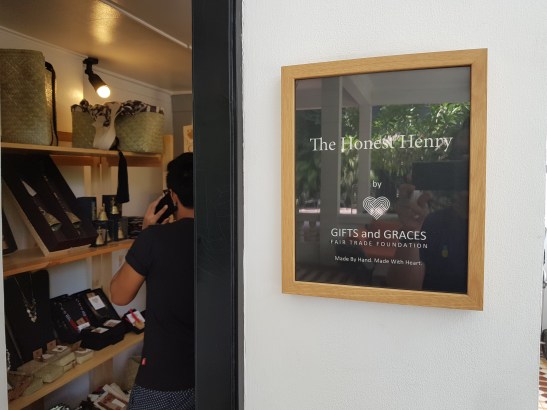 The Honest Henry
by
GIFTS and GRACES
FAIR TRADE FOUNDATION
Made By Hand. Made With Heart.